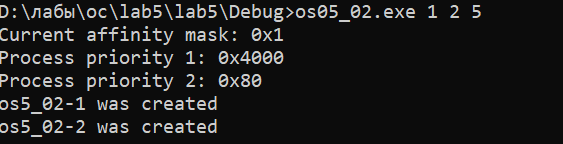 D:\лабы\ос\lab5\lab5\Debug>os05_02.exe 1 2 5
Current affinity mask: 0x1
Process priority 1: 0x4000
Process priority 2: 0x80
os5_02-1 was created
os5_02-2 was created